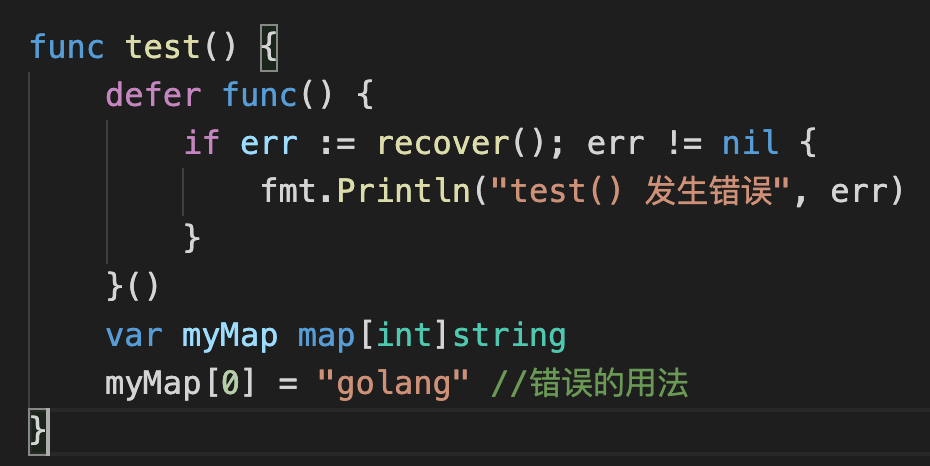 func test() {
    defer func() {
        if err := recover(); err != nil {
            fmt.Println("test() 发生错误", err)
        }
    }()
    var myMap map[int]string
    myMap[0] = "golang" //错误的用法
}